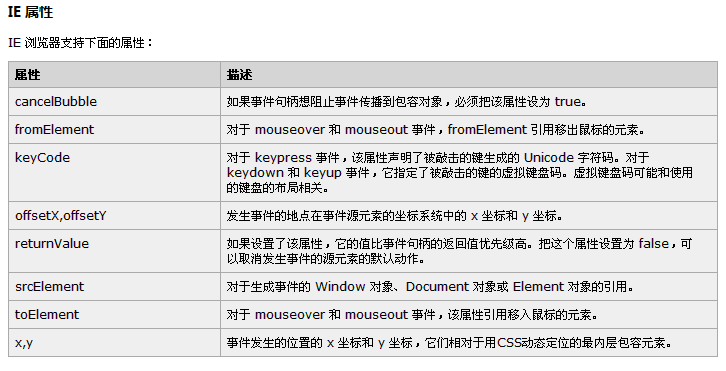 IE 属性
IE 浏览器支持下面的属性：
属性 描述
cancelBubble 如果事件句柄想阻止事件传播到包容对象，必须把该属性设为 true。
fromElement 对于 mouseover 和 mouseout 事件，fromElement 引用移出鼠标的元素。
keyCode 对于 keypress 事件，该属性声明了被敲击的键生成的 Unicode 字符码。对于
keydown 和 keyup 事件，它指定了被敲击的键的虚拟键盘码。虚拟键盘码可能和使用
的键盘的布局相关。
offsetX,offsetY 发生事件的地点在事件源元素的坐标系统中的 x 坐标和 y 坐标。
returnValue 如果设置了该属性，它的值比事件句柄的返回值优先级高。把这个属性设置为 false，可
以取消发生事件的源元素的默认动作。
srcElement 对于生成事件的 Window 对象、Document 对象或 Element 对象的引用。
toElement 对于 mouseover 和 mouseout 事件，该属性引用移入鼠标的元素。
x,y 事件发生的位置的 x 坐标和 y 坐标，它们相对于用CSS动态定位的最内层包容元素。